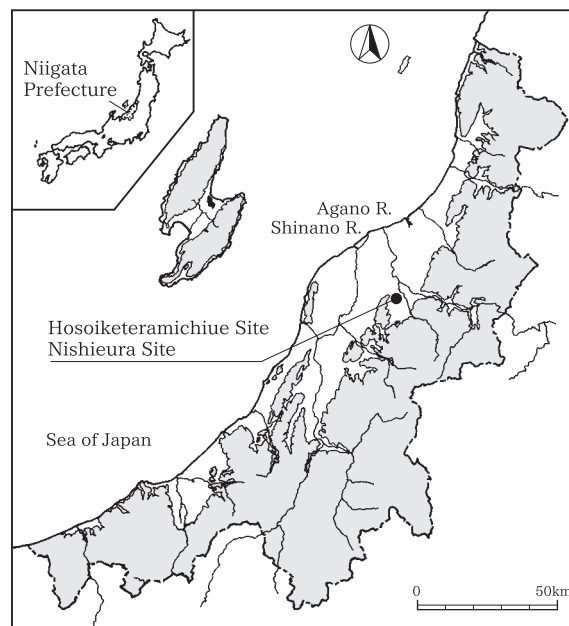 Niigata
Prefecture
Agano R.
Shinano R.
Hosoiketeramichiue Site
Nishieura Site
Sea of Japan
0 50km